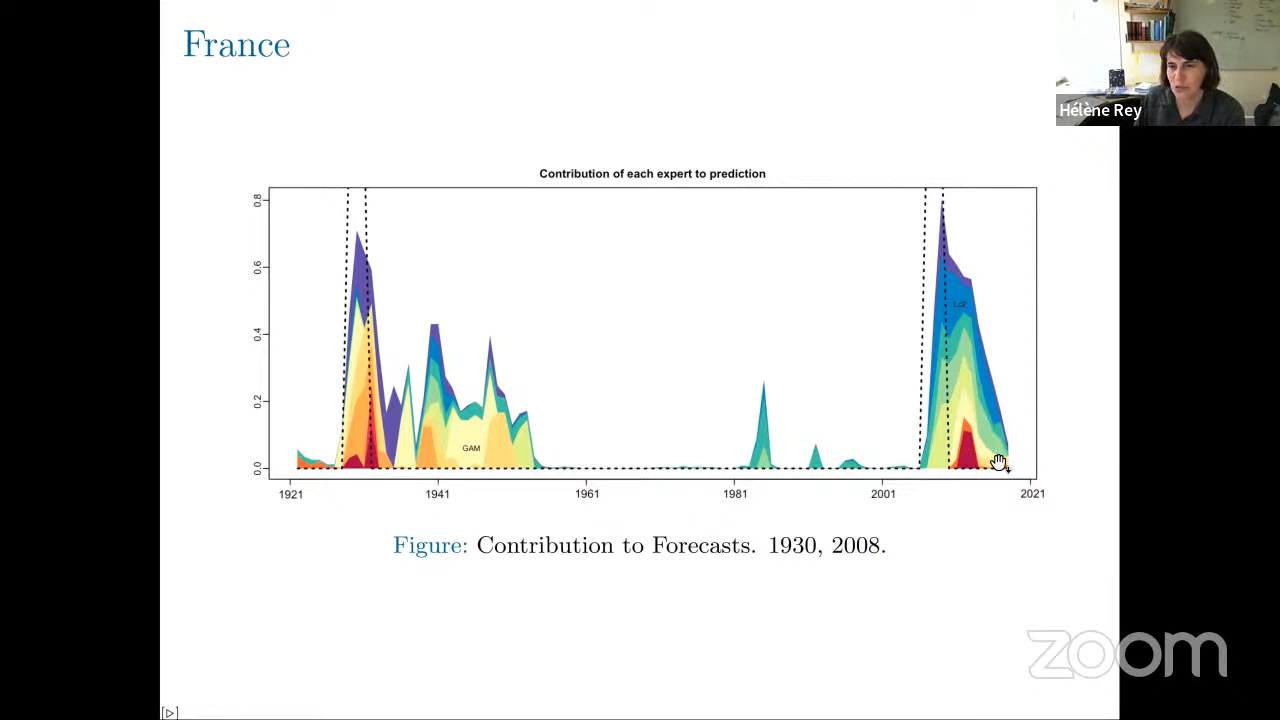 France
Hélène Rey
Contribution of each expert to prediction
0.8
0.6
0.4
0.2
0.0
GAM
1921
1941
1961
1981
2001
2021
Figure: Contribution to Forecasts. 1930, 2008.
zoom